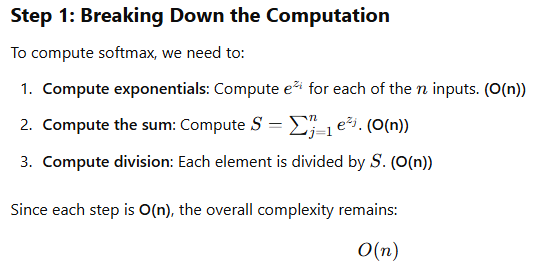 Step 1: Breaking Down the Computation
To compute softmax, we need to:
1. Compute exponentials: Compute $e^{z_i}$ for each of the $n$ inputs. (O(n))
2. Compute the sum: Compute $S = \sum_{j=1}^{n} e^{z_j}$. (O(n))
3. Compute division: Each element is divided by $S$. (O(n))
Since each step is O(n), the overall complexity remains:
$O(n)$